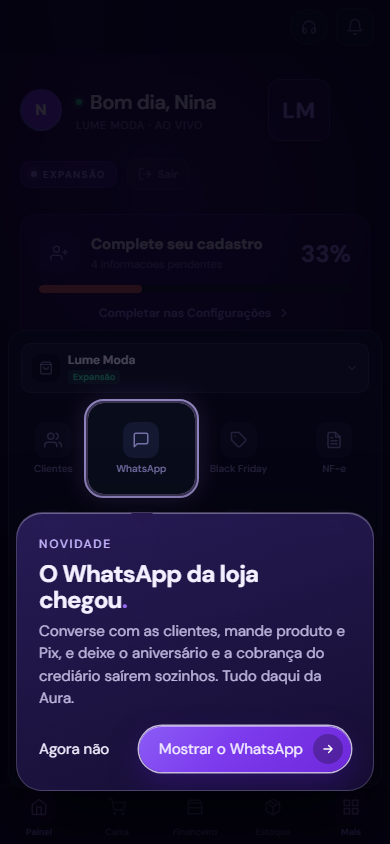 N
Bom dia, Nina
LUME MODA · AO VIVO
LM
EXPANSÃO
Sair
Complete seu cadastro
4 informações pendentes
33%
Completar nas Configurações
Lume Moda
Expansão
Clientes
WhatsApp
Black Friday
NF-e
NOVIDADE
O WhatsApp da loja
chegou.
Converse com as clientes, mande produto e
Pix, e deixe o aniversário e a cobrança do
crediário saírem sozinhos. Tudo daqui da
Aura.
Agora não
Mostrar o WhatsApp
Painel
Caixa
Financeiro
Estoque
Mais